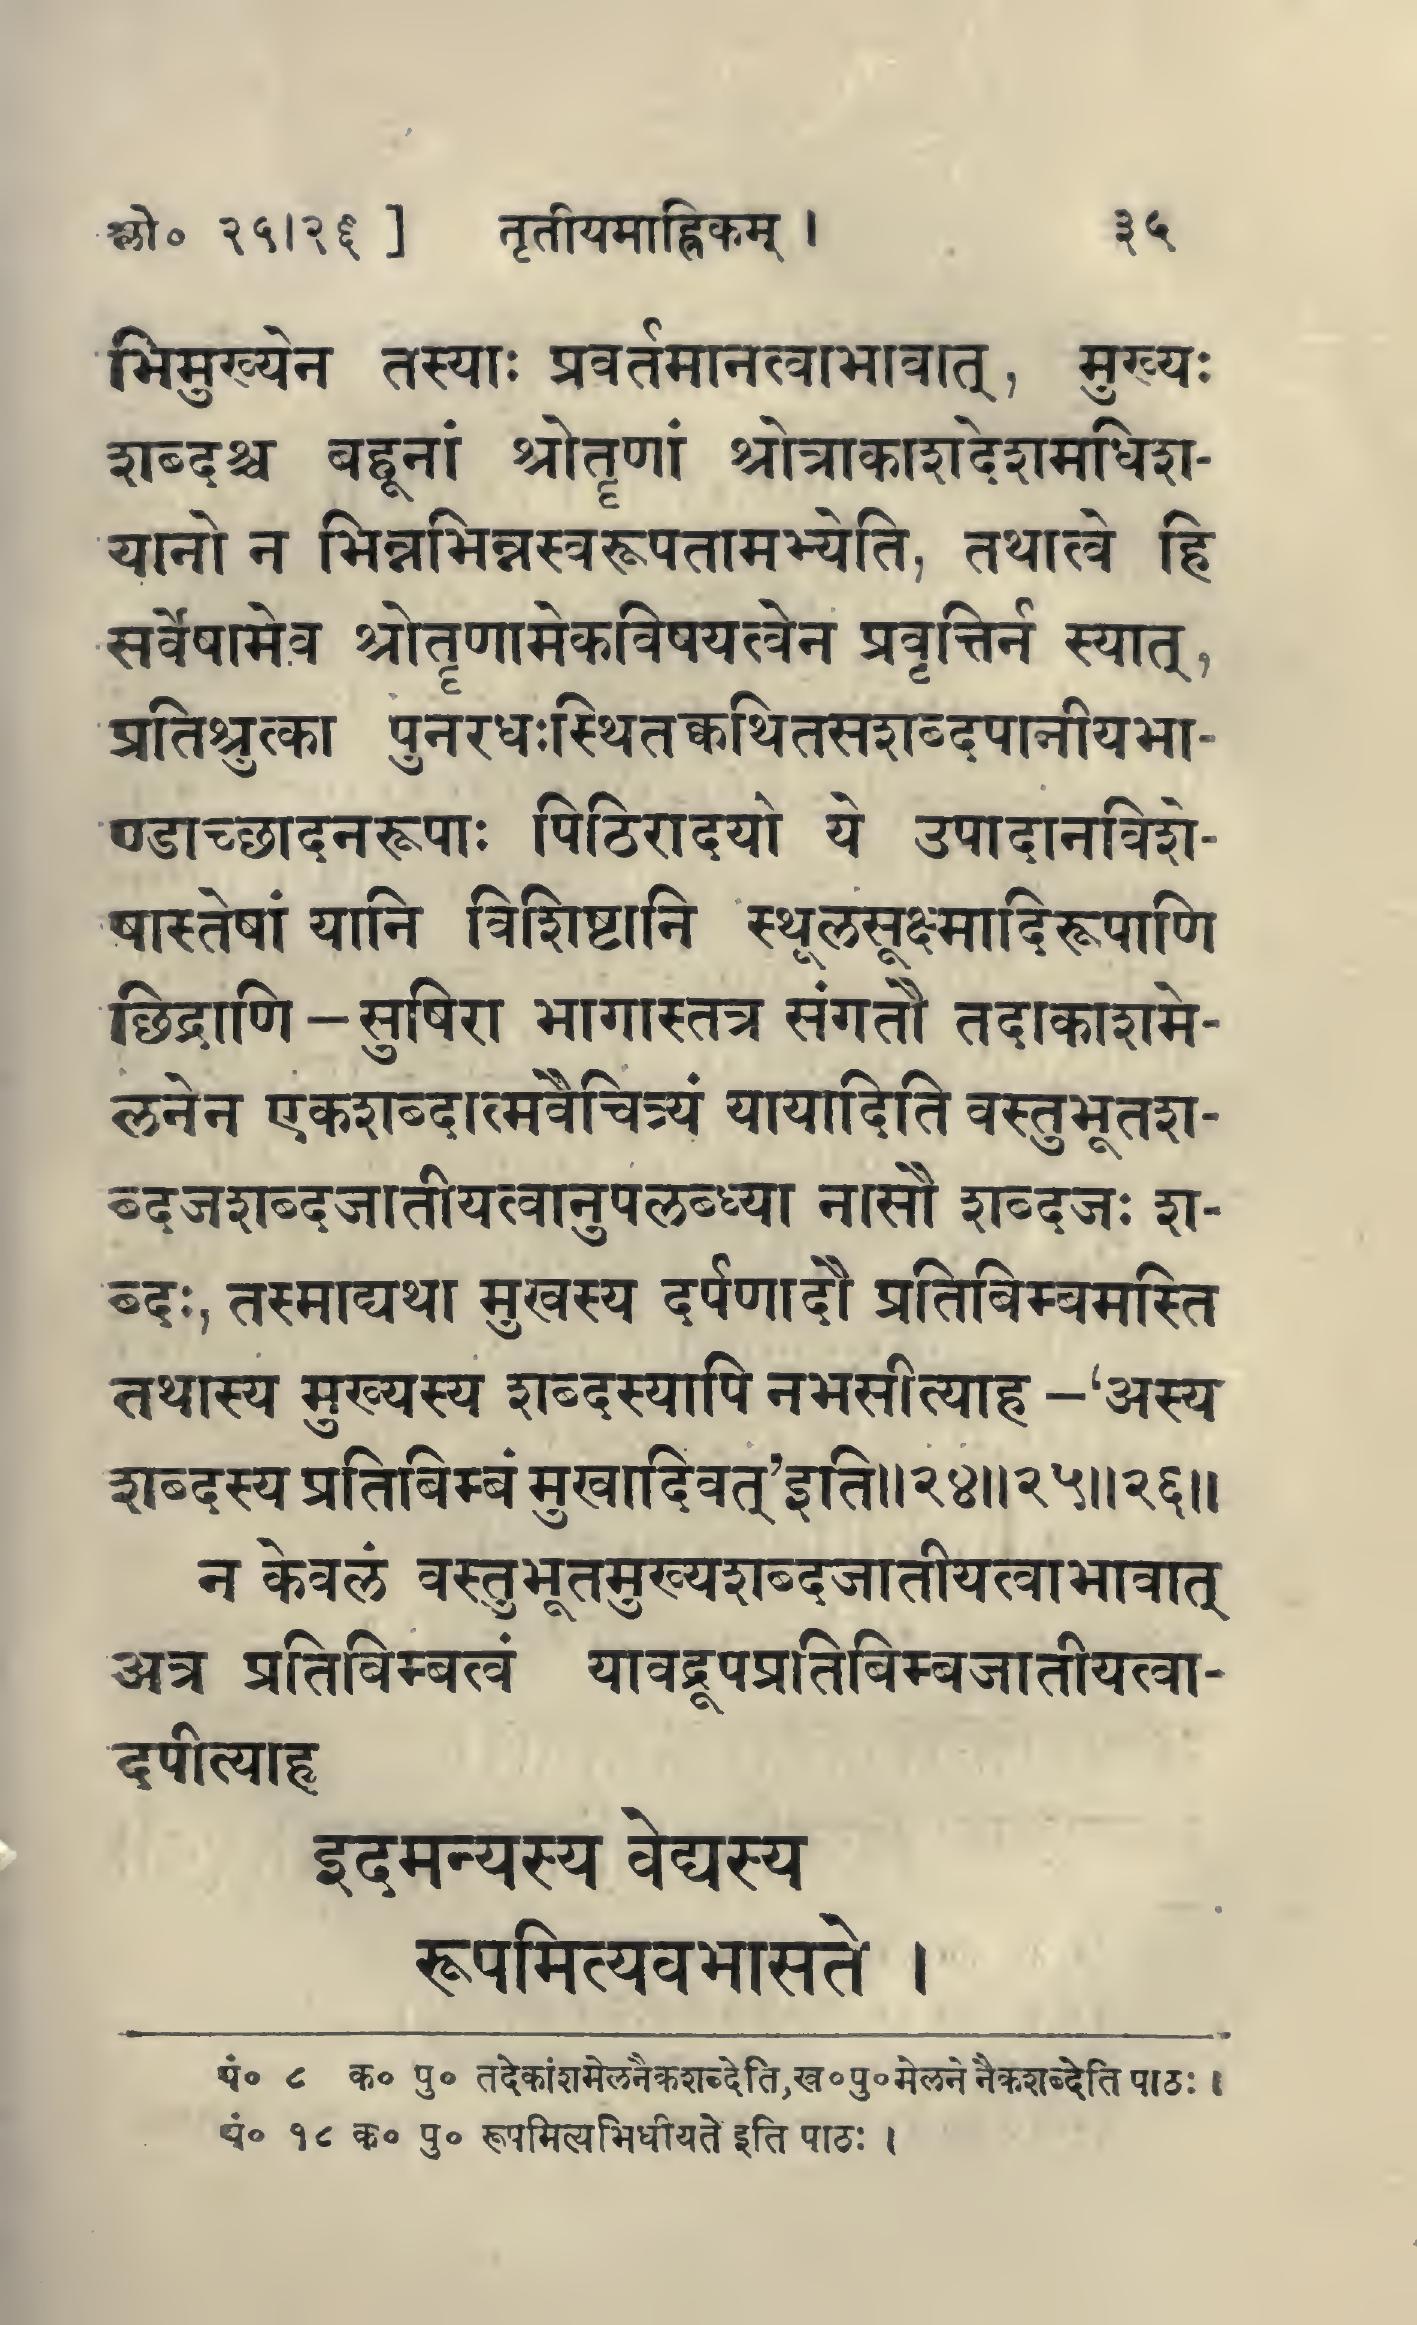 श्लो० २५।२६ ] तृतीयमाह्निकम् । ३५
भिमुख्येन तस्याः प्रवर्तमानत्वाभावात्, मुख्यः
शब्दश्च बहूनां श्रोतॄणां श्रोत्राकाशदेशमधिश-
यानो न भिन्नभिन्नस्वरूपतामभ्येति, तथात्वे हि
सर्वेषामेव श्रोतॄणामेकविषयत्वेन प्रवृत्तिर्न स्यात्,
प्रतिश्रुत्का पुनरधःस्थितक्वथितसशब्दपानीयभा-
ण्डाच्छादनरूपाः पिठिरादयो ये उपादानविशे-
षास्तेषां यानि विशिष्टानि स्थूलसूक्ष्मादिरूपाणि
छिद्राणि – सुषिरा भागास्तत्र संगतौ तदाकाशमे-
लनेन एकशब्दात्मवैचित्र्यं यायादिति वस्तुभूतश-
ब्दजशब्दजातीयत्वानुपलब्ध्या नासौ शब्दजः श-
ब्दः, तस्माद्यथा मुखस्य दर्पणादौ प्रतिबिम्बमस्ति
तथास्य मुख्यस्य शब्दस्यापि नभसीत्याह – ‘अस्य
शब्दस्य प्रतिबिम्बं मुखादिवत्’ इति॥२४॥२५॥२६॥
न केवलं वस्तुभूतमुख्यशब्दजातीयत्वाभावात्
अत्र प्रतिबिम्बत्वं यावद्रूपप्रतिबिम्बजातीयत्वा-
दपीत्याह
इदमन्यस्य वेद्यस्य
रूपमित्यवभासते ।
पं० ८ क० पु० तदेकांशमेलनैकशब्देति, ख० पु० मेलने नैकशब्देति पाठः ।
पं० १८ क० पु० रूपमित्यभिधीयते इति पाठः ।